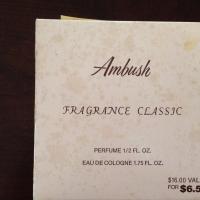 Ambush
FRAGRANCE CLASSIC
PERFUME 1/2 FL. OZ.
EAU DE COLOGNE 1.75 FL. OZ.
$16.00 VAL
FOR $6.5